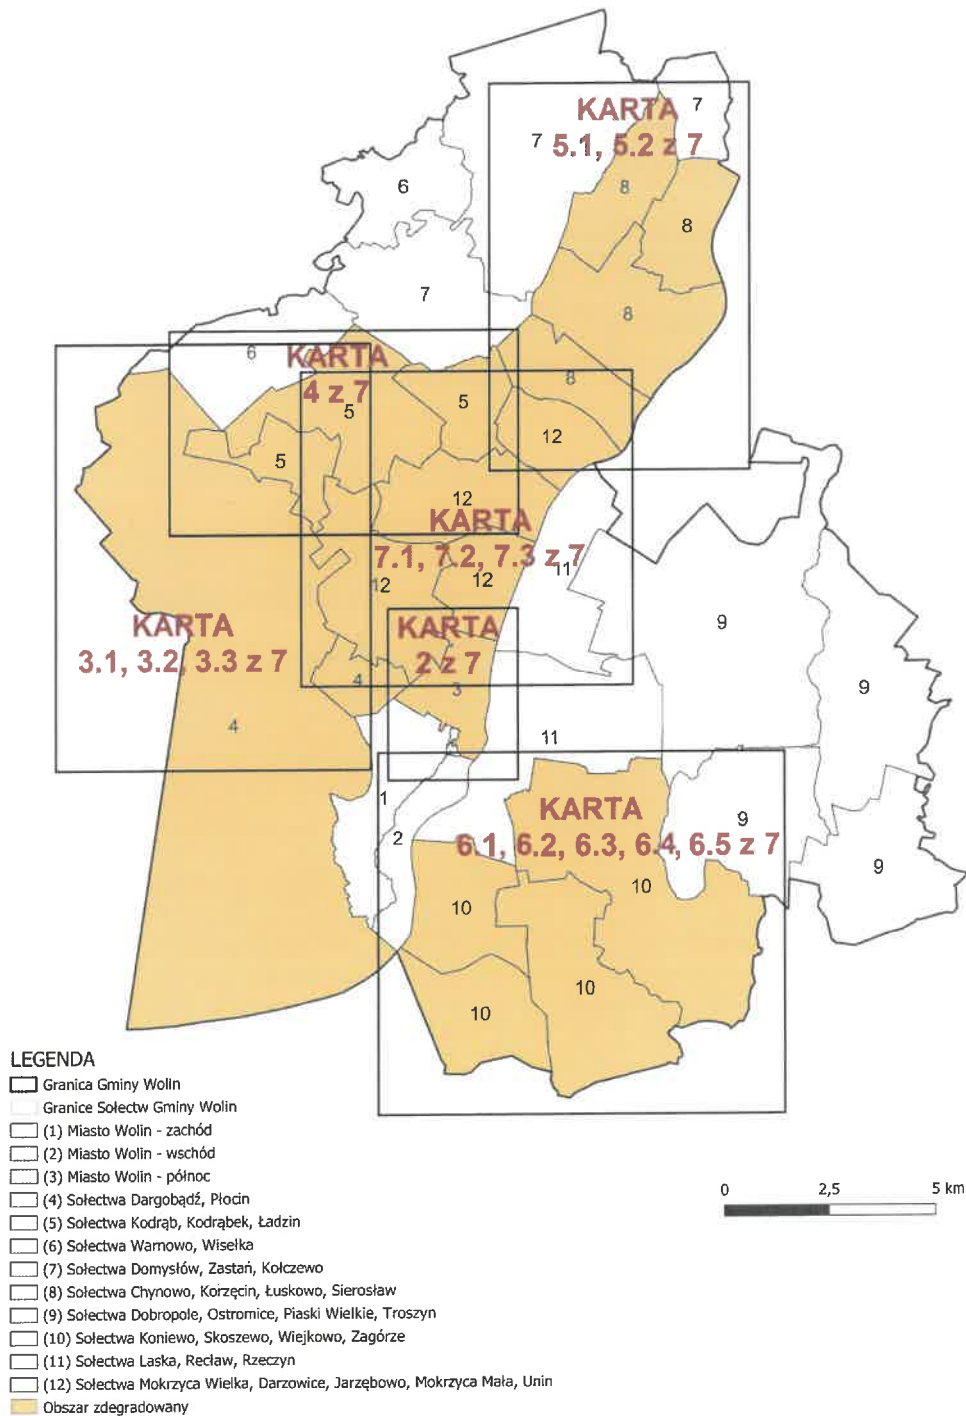 7
KARTA
7
5.1, 5.2 z 7
6
8
8
7
8
6
KARTA
8
4 z 7
5
5
12
5
12
KARTA
7.1, 7.2, 7.3 z 7
11
12
12
KARTA
KARTA
9
2 z 7
3.1, 3.2, 3.3 z 7
4
3
9
4
11
1
KARTA
9
2
6.1, 6.2, 6.3, 6.4, 6.5 z 7
9
10
10
10
10
LEGENDA
Granica Gminy Wolin
Granice Sołectw Gminy Wolin
(1) Miasto Wolin - zachód
(2) Miasto Wolin - wschód
(3) Miasto Wolin - północ
(4) Sołectwa Dargobądź, Płocin
(5) Sołectwa Kodrąb, Kodrąbek, Ładzin
(6) Sołectwa Warnowo, Wisełka
(7) Sołectwa Domysłów, Zastań, Kołczewo
(8) Sołectwa Chynowo, Korzęcin, Łuskowo, Sierosław
(9) Sołectwa Dobropole, Ostromice, Piaski Wielkie, Troszyn
(10) Sołectwa Koniewo, Skoszewo, Wiejkowo, Zagórze
(11) Sołectwa Laska, Recław, Rzeczyn
(12) Sołectwa Mokrzyca Wielka, Darzowice, Jarzębowo, Mokrzyca Mała, Unin
Obszar zdegradowany
0 2,5 5 km